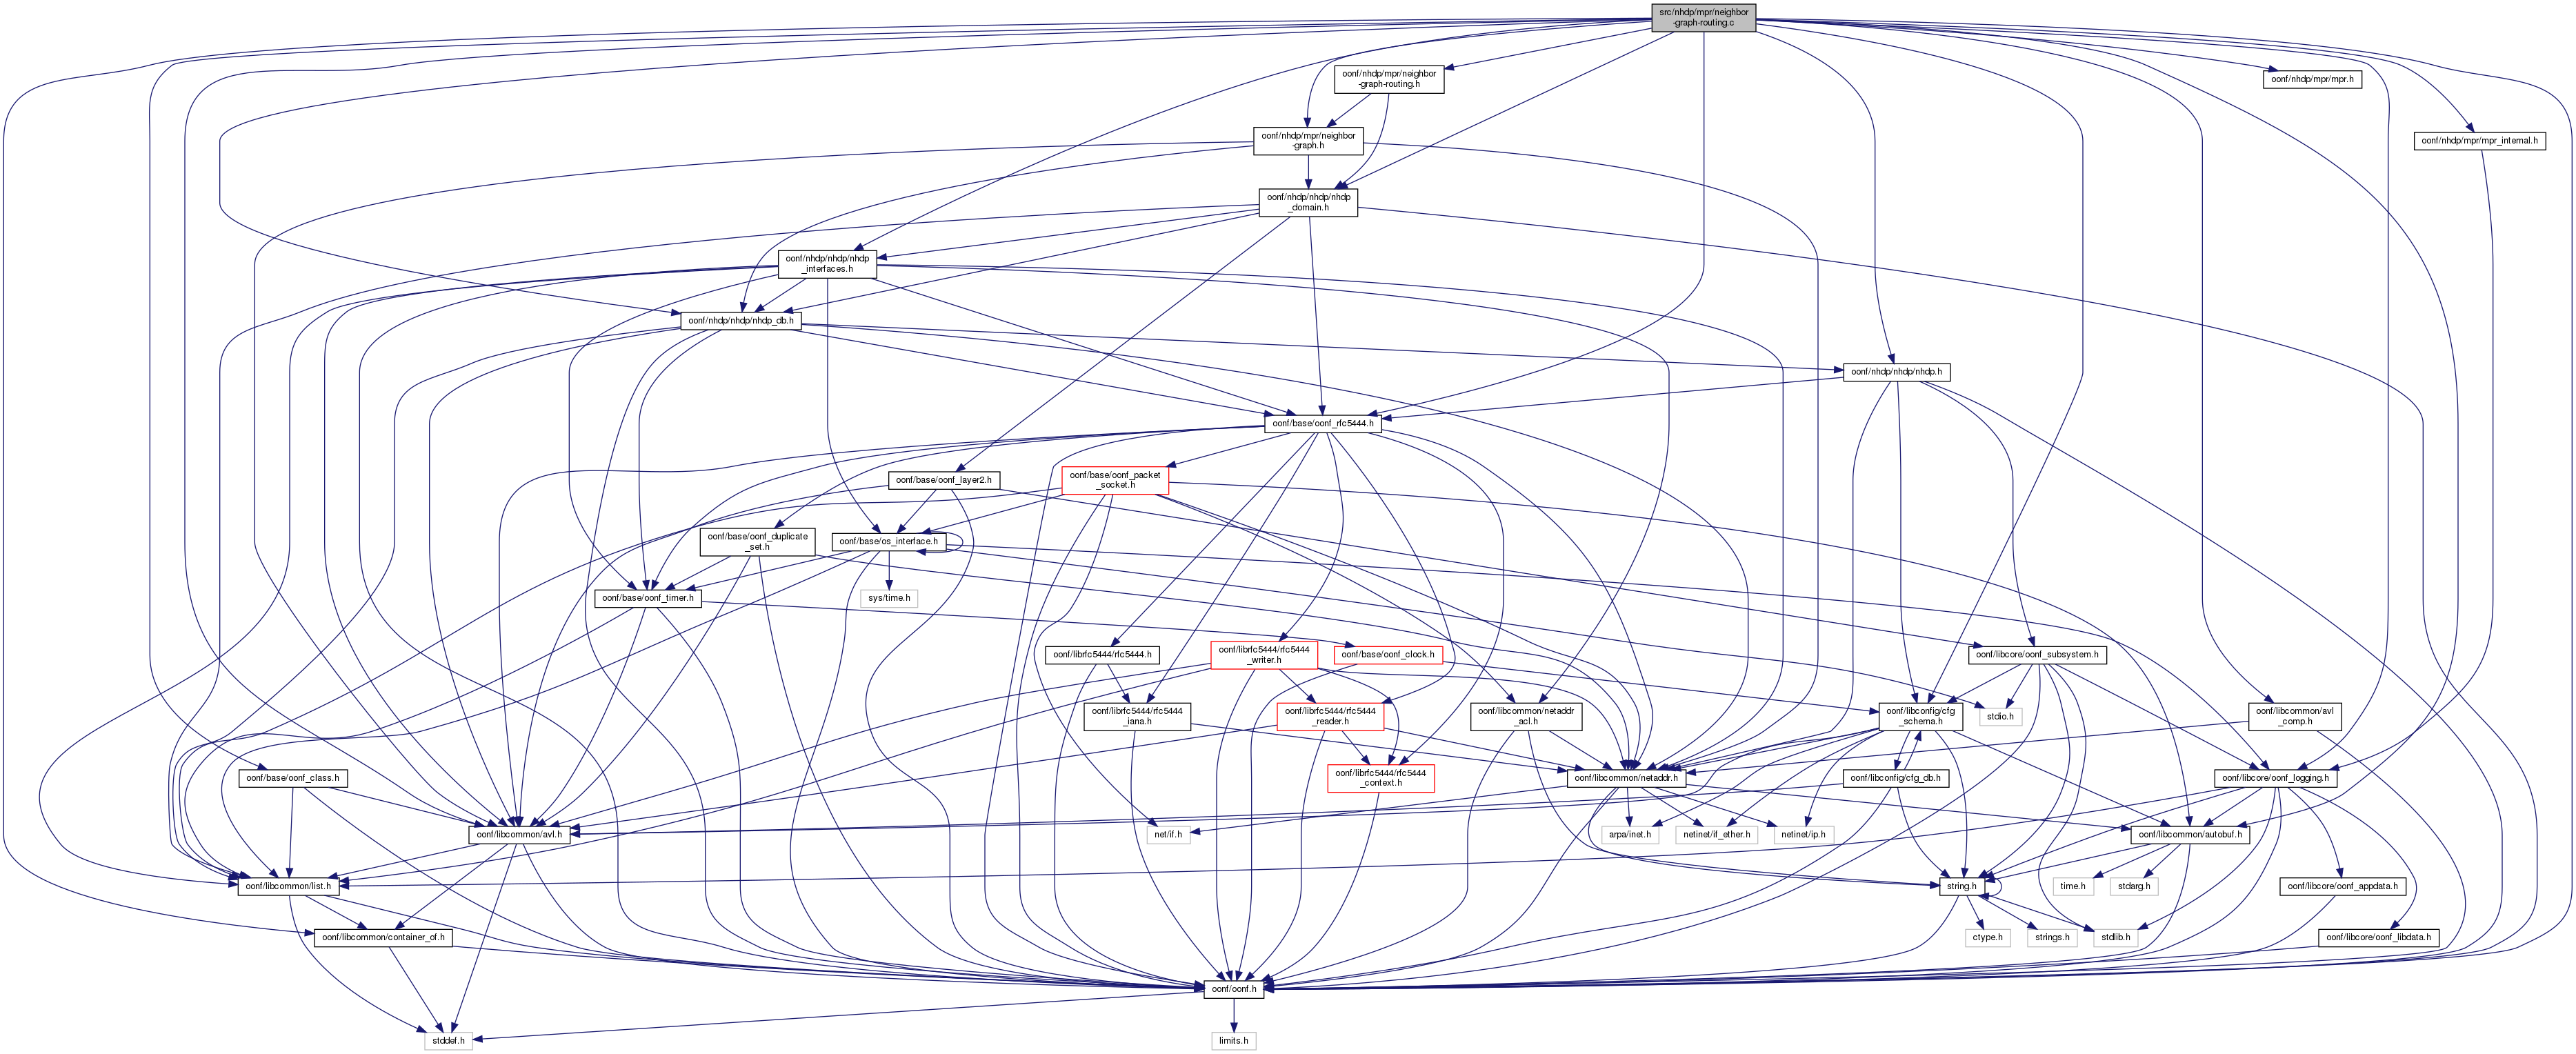 src/nhdp/mpr/neighbor
-graph-routing.c
oonf/nhdp/mpr/neighbor
-graph-routing.h
oonf/nhdp/mpr/mpr.h
oonf/nhdp/mpr/neighbor
-graph.h
oonf/nhdp/mpr/mpr_internal.h
oonf/nhdp/nhdp/nhdp
_domain.h
oonf/nhdp/nhdp/nhdp
_interfaces.h
oonf/nhdp/nhdp/nhdp_db.h
oonf/nhdp/nhdp/nhdp.h
oonf/base/oonf_rfc5444.h
oonf/base/oonf_layer2.h
oonf/base/oonf_packet
_socket.h
oonf/base/oonf_duplicate
_set.h
oonf/base/os_interface.h
oonf/base/oonf_timer.h
sys/time.h
oonf/librfc5444/rfc5444.h
oonf/librfc5444/rfc5444
_writer.h
oonf/base/oonf_clock.h
oonf/libcore/oonf_subsystem.h
oonf/librfc5444/rfc5444
_iana.h
oonf/librfc5444/rfc5444
_reader.h
oonf/libcommon/netaddr
_acl.h
oonf/libconfig/cfg
_schema.h
stdio.h
oonf/libcommon/avl
_comp.h
oonf/base/oonf_class.h
oonf/librfc5444/rfc5444
_context.h
oonf/libcommon/netaddr.h
oonf/libconfig/cfg_db.h
oonf/libcore/oonf_logging.h
oonf/libcommon/avl.h
net/if.h
arpa/inet.h
netinet/if_ether.h
netinet/ip.h
oonf/libcommon/autobuf.h
oonf/libcommon/list.h
string.h
time.h
stdarg.h
oonf/libcore/oonf_appdata.h
oonf/libcommon/container_of.h
ctype.h
strings.h
stdlib.h
oonf/libcore/oonf_libdata.h
oonf/oonf.h
stddef.h
limits.h